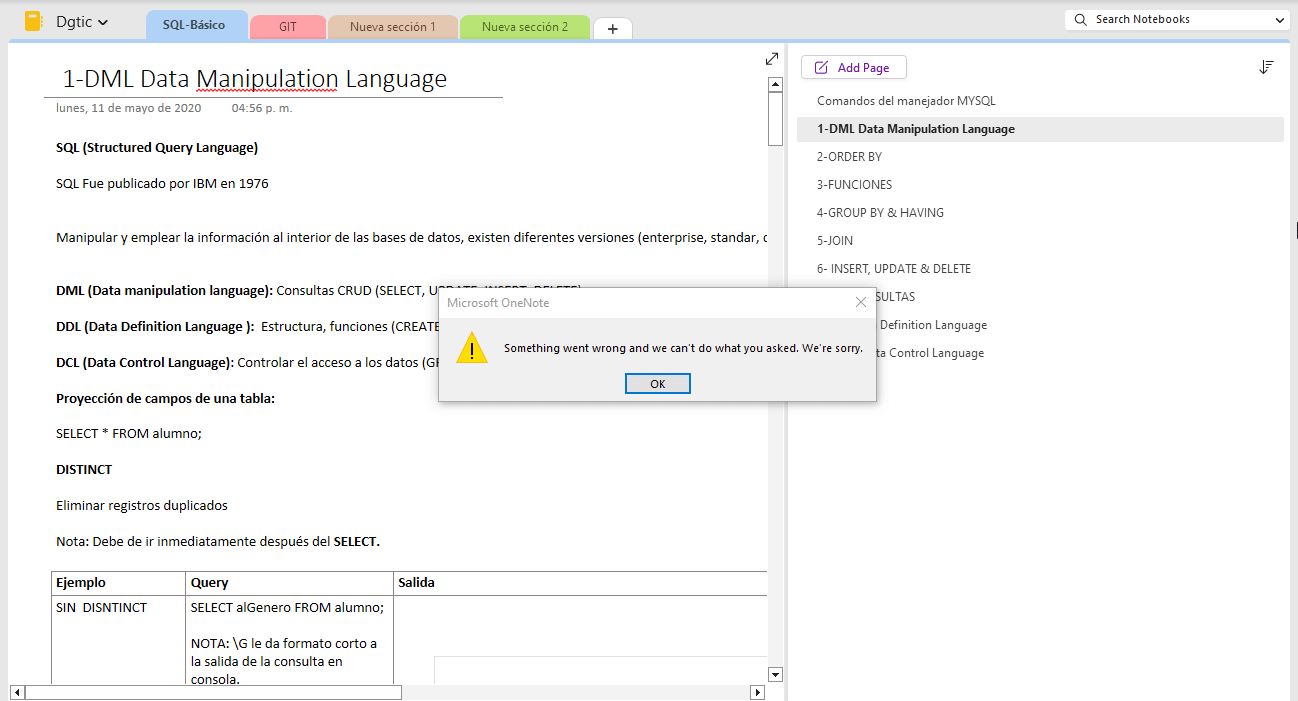 Dgtic
SQL-Básico
GIT
Nueva sección 1
Nueva sección 2
+
Search Notebooks
1-DML Data Manipulation Language
lunes, 11 de mayo de 2020 04:56 p. m.
SQL (Structured Query Language)
SQL Fue publicado por IBM en 1976
Manipular y emplear la información al interior de las bases de datos, existen diferentes versiones (enterprise, standar,
DML (Data manipulation language): Consultas CRUD (SELECT, UPDATE, INSERT, DELETE)
DDL (Data Definition Language ): Estructura, funciones (CREATE
DCL (Data Control Language): Controlar el acceso a los datos
Proyección de campos de una tabla:
SELECT * FROM alumno;
DISTINCT
Eliminar registros duplicados
Nota: Debe de ir inmediatamente después del SELECT.
Ejemplo Query Salida
SIN DISNTINCT SELECT alGenero FROM alumno;
NOTA: \G le da formato corto a
la salida de la consulta en
consola.
Microsoft OneNote
Something went wrong and we can't do what you asked. We're sorry.
OK
Add Page
Comandos del manejador MYSQL
1-DML Data Manipulation Language
2-ORDER BY
3-FUNCIONES
4-GROUP BY & HAVING
5-JOIN
6- INSERT, UPDATE & DELETE
SULTAS
Definition Language
ta Control Language